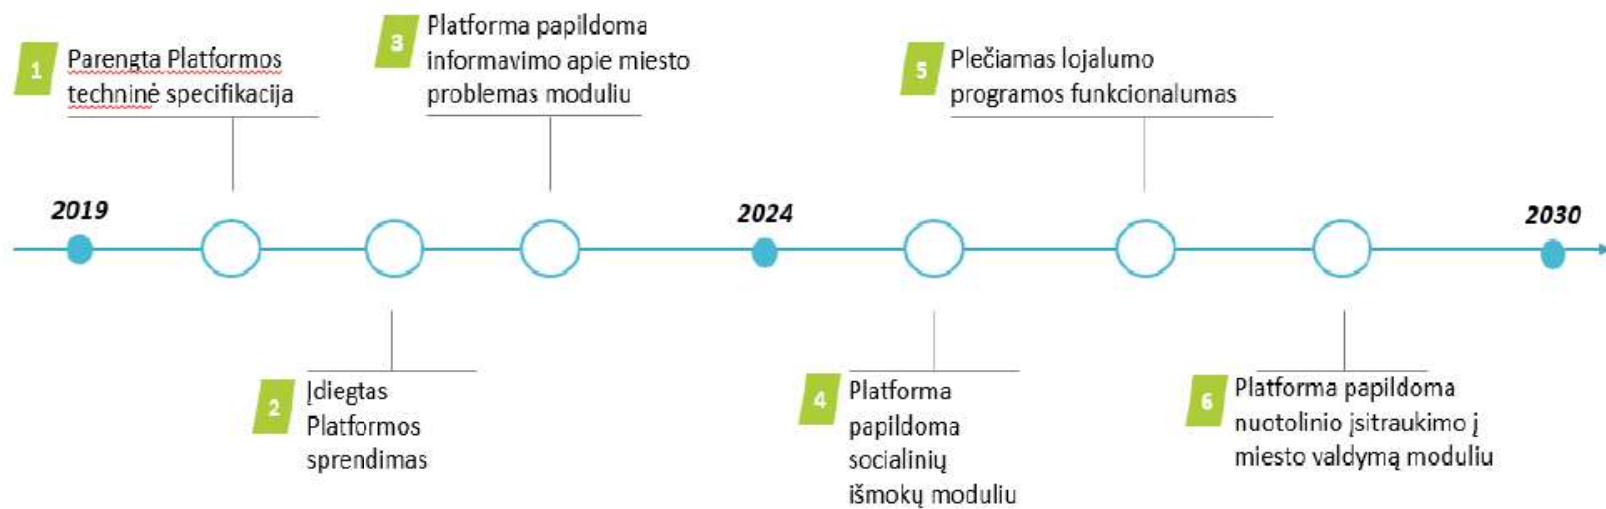 1
Parengta Platformos
techninė specifikacija
3
Platforma papildoma
informavimo apie miesto
problemas moduliu
5
Plečiamas lojalumo
programos funkcionalumas
2019
2024
2030
2
Įdiegtas
Platformos
sprendimas
4
Platforma
papildoma
socialinių
išmokų moduliu
6
Platforma papildoma
nuotolinio įsitraukimo į
miesto valdymą moduliu